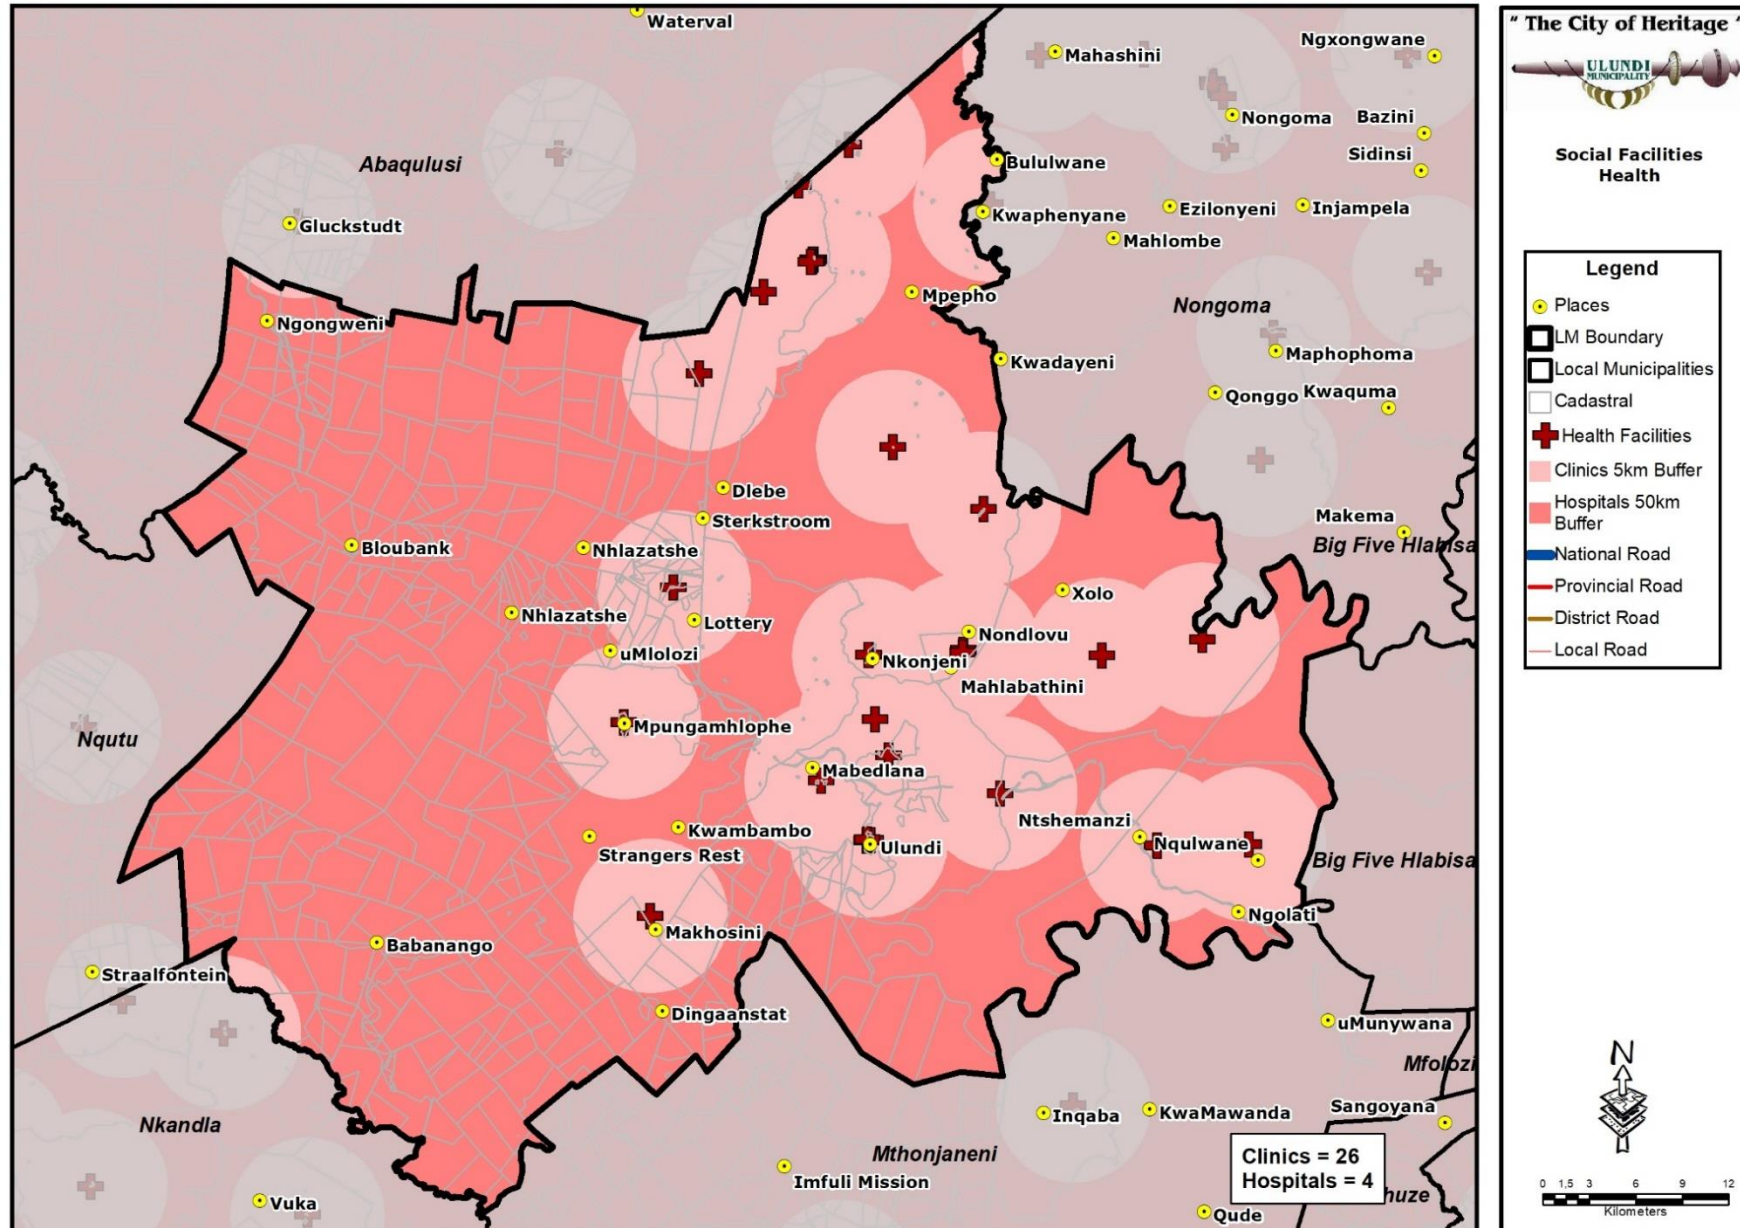 Waterval
Mahashini
Ngxongwane
Nongoma
Bazini
Sidinsi
Abaqulusi
Bululwane
Gluckstudt
Kwaphenyane
Ezilonyeni
Injampela
Mahlombe
Mpepho
Nongoma
Ngongweni
Kwadayeni
Maphophoma
Qonggo
Kwaquma
Dlebe
Sterkstroom
Makema
Bloubank
Nhlazatshe
Big Five Hlabisa
Xolo
Nhlazatshe
Lottery
Nondlovu
uMlolozi
Nkonjeni
Mahlabathini
Nqutu
Mpungamhlophe
Mabedlana
Ntshemanzi
Kwambambo
Strangers Rest
Ulundi
Nqulwane
Big Five Hlabisa
Ngolati
Makhosini
Babanango
Straalfontein
Dingaanstat
uMunywana
Mfolozi
Inqaba
KwaMawanda
Sangoyana
Nkandla
Mthonjaneni
Clinics = 26
Hospitals = 4
huze
Imfuli Mission
Vuka
Qude
" The City of Heritage "
ULUNDI
MUNICIPALITY
Social Facilities
Health
Legend
Places
LM Boundary
Local Municipalities
Cadastral
Health Facilities
Clinics 5km Buffer
Hospitals 50km
Buffer
National Road
Provincial Road
District Road
Local Road
N
0 1,5 3 6 9 12
Kilometers